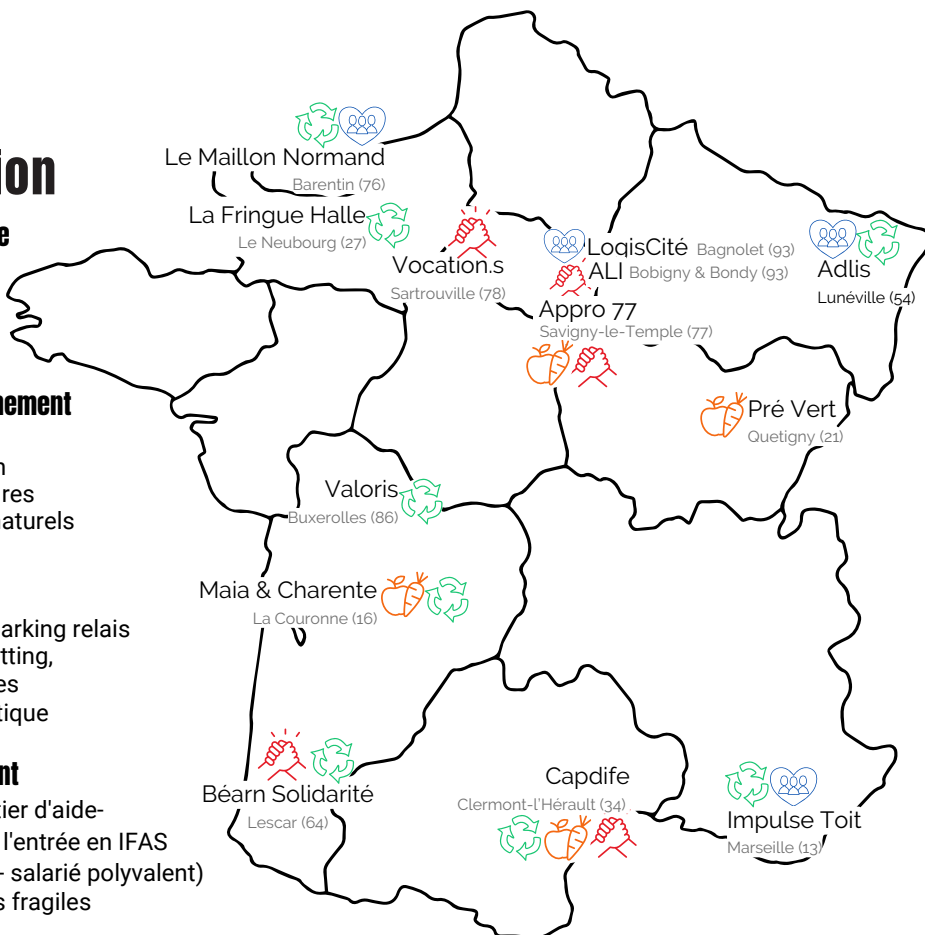 ion
e
nement
n
res
naturels
arking relais
tting,
es
tique
nt
tier d'aide-
l'entrée en IFAS
- salarié polyvalent)
s fragiles
Le Maillon Normand
Barentin (76)
La Fringue Halle
Le Neubourg (27)
Vocation.s
Sartrouville (78)
LogisCité Bagnolet (93)
ALI Bobigny & Bondy (93)
Appro 77
Savigny-le-Temple (77)
Adlis
Lunéville (54)
Pré Vert
Quetigny (21)
Valoris
Buxerolles (86)
Maia & Charente
La Couronne (16)
Béarn Solidarité
Lescar (64)
Capdife
Clermont-l'Hérault (34)
Impulse Toit
Marseille (13)